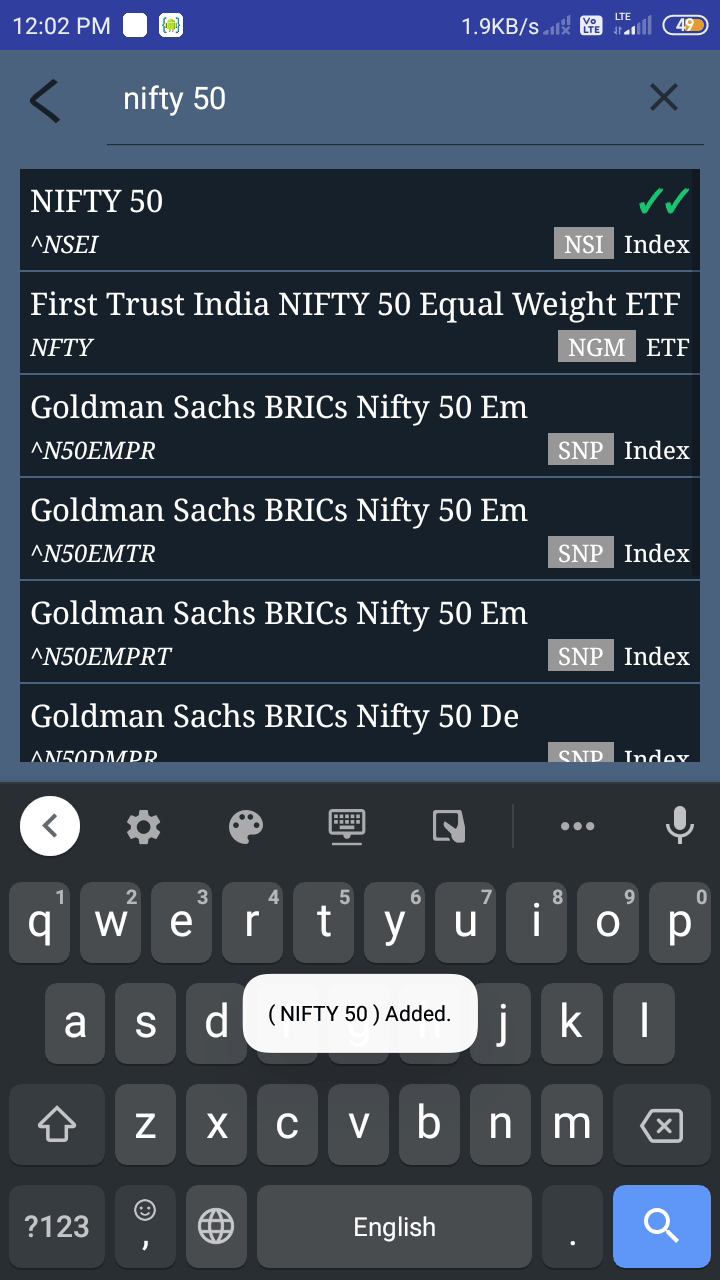 12:02 PM 1.9KB/s Vo LTE LTE 49
nifty 50
NIFTY 50
^NSEI NSI Index
First Trust India NIFTY 50 Equal Weight ETF
NFTY NGM ETF
Goldman Sachs BRICs Nifty 50 Em
^N50EMPR SNP Index
Goldman Sachs BRICs Nifty 50 Em
^N50EMTR SNP Index
Goldman Sachs BRICs Nifty 50 Em
^N50EMPRT SNP Index
Goldman Sachs BRICs Nifty 50 De
^N50DMPR SNP Index
1 2 3 4 5 6 7 8 9 0
q w e r t y u i o p
a s d f g h j k l
( NIFTY 50 ) Added.
z x c v b n m
?123 , English .